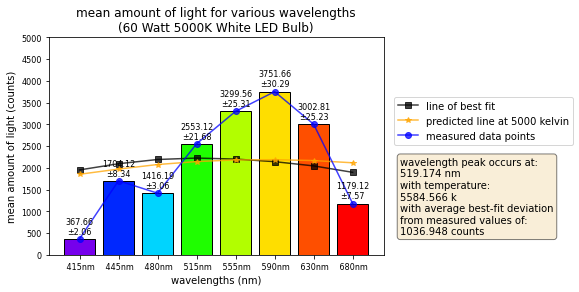 mean amount of light for various wavelengths
(60 Watt 5000K White LED Bulb)
mean amount of light (counts)
5000
4500
4000
3500
3000
2500
2000
1500
1000
500
0
367.66
±2.06
±8.34
1416.19
±3.06
2553.12
±21.68
3299.56
±25.31
3751.66
±30.29
3002.81
±25.23
1179.12
±7.57
415nm 445nm 480nm 515nm 555nm 590nm 630nm 680nm
wavelengths (nm)
line of best fit
predicted line at 5000 kelvin
measured data points
wavelength peak occurs at:
519.174 nm
with temperature:
5584.566 k
with average best-fit deviation
from measured values of:
1036.948 counts